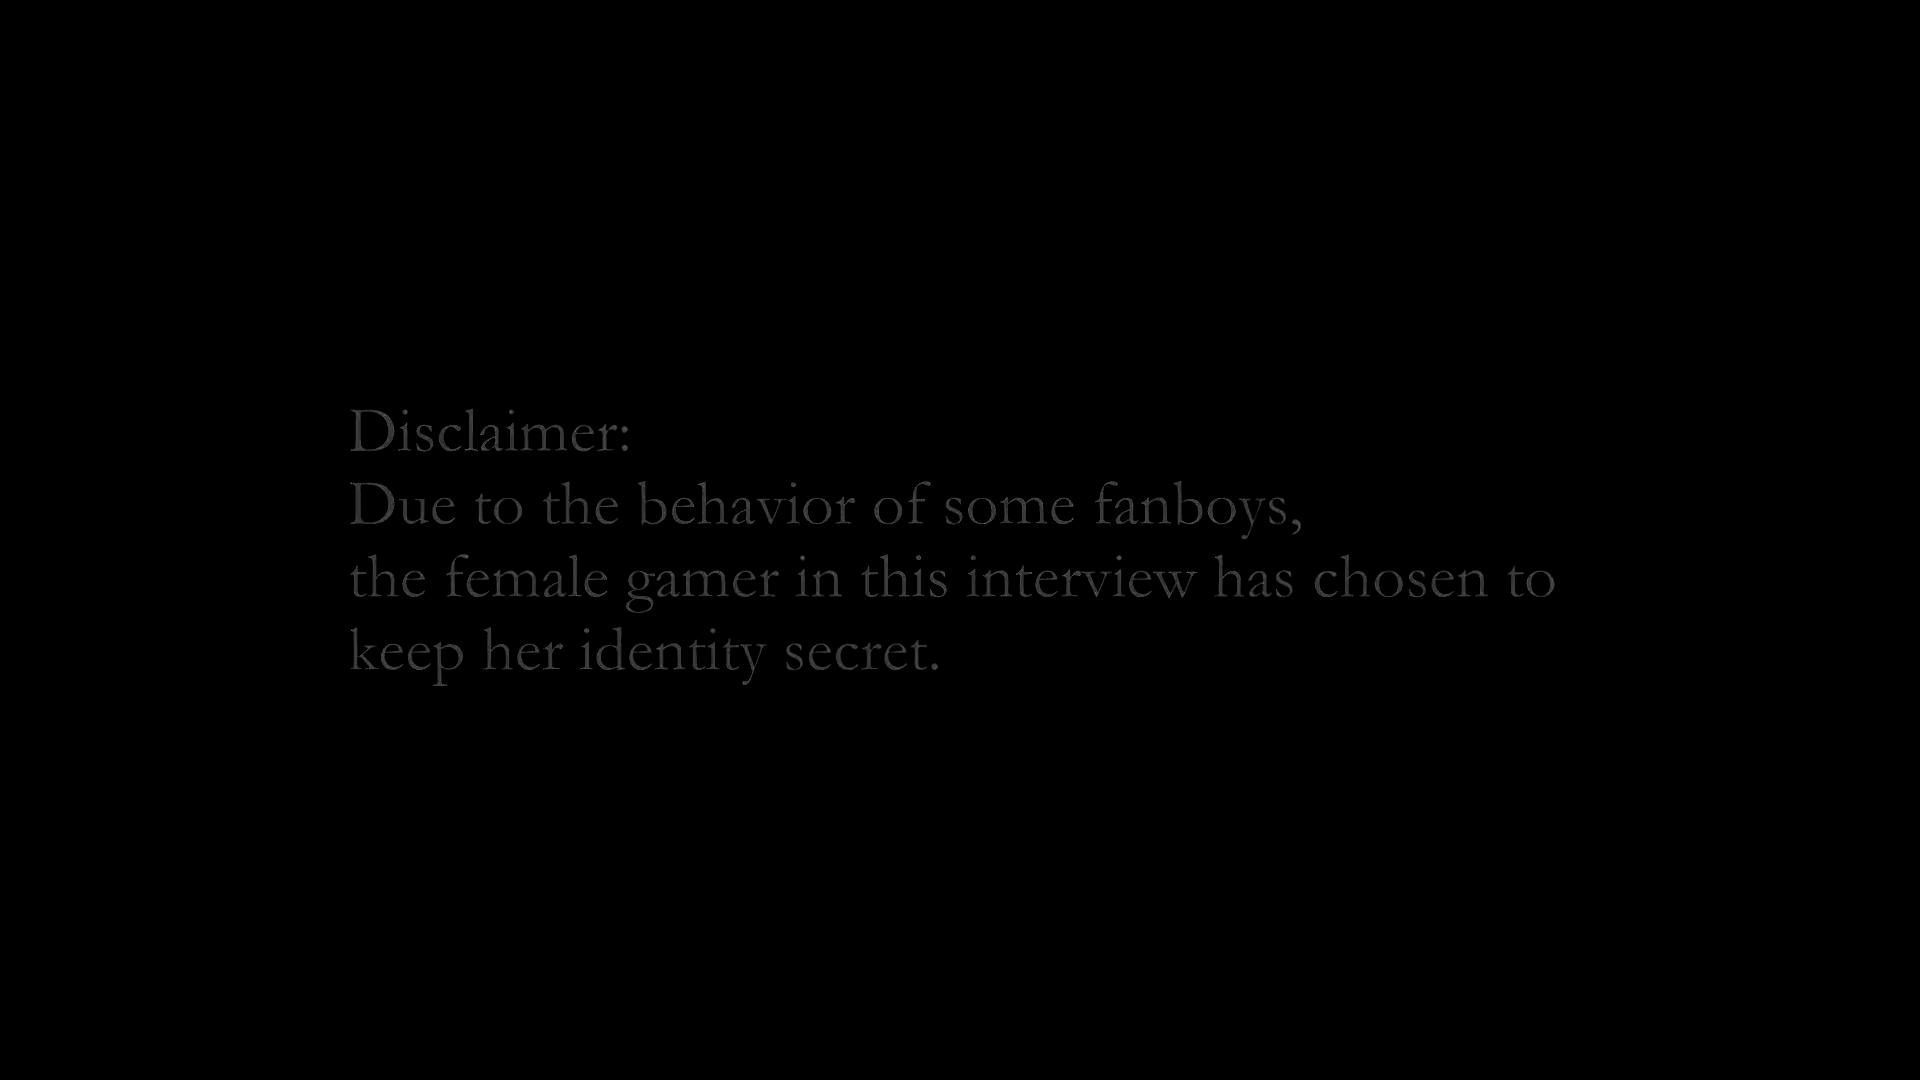 Disclaimer:
Due to the behavior of some fanboys,
the female gamer in this interview has chosen to
keep her identity secret.